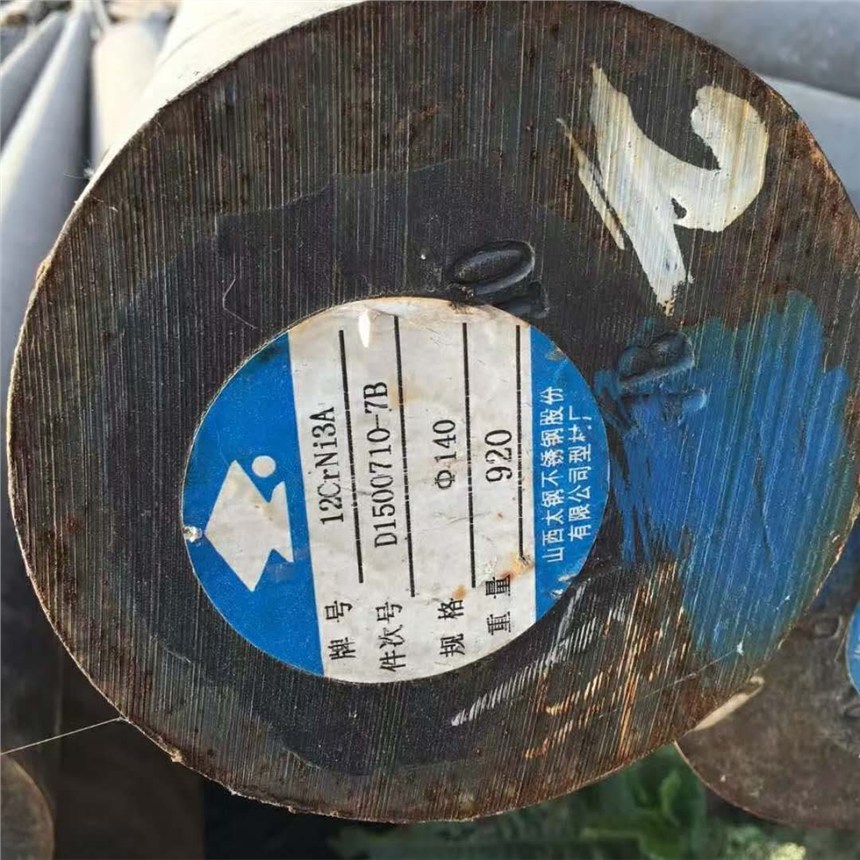 牌号 12CrNi3A
件次号 D1500710-7B
规格 Φ140
重量 920
山西太钢不锈钢股份
有限公司型材厂
7B